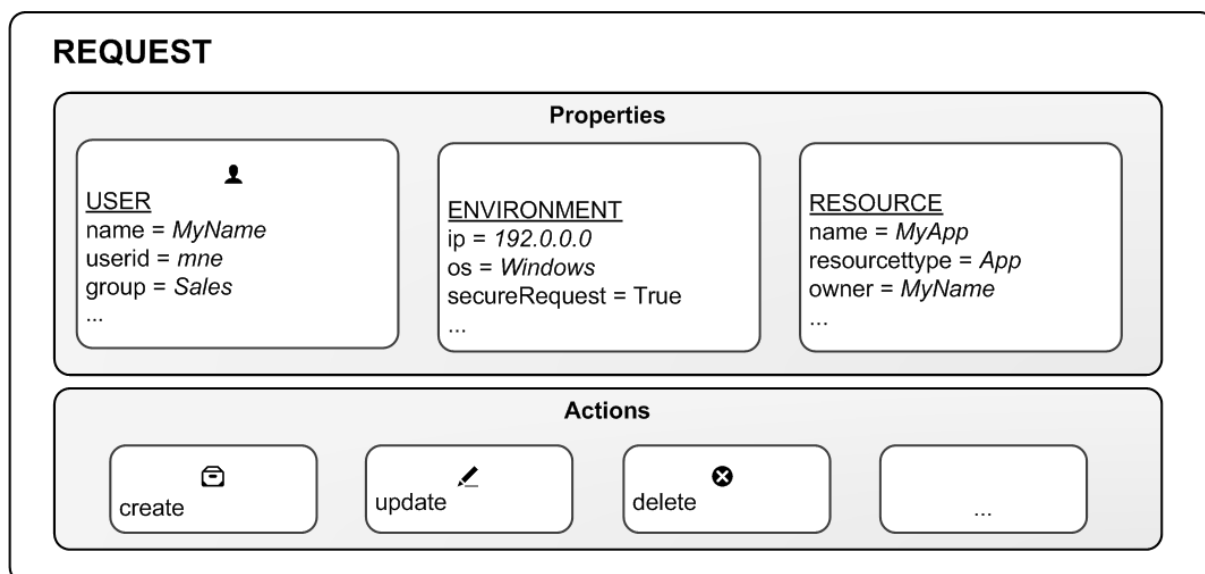 REQUEST
Properties
USER
name = MyName
userid = mne
group = Sales
...
ENVIRONMENT
ip = 192.0.0.0
os = Windows
secureRequest = True
...
RESOURCE
name = MyApp
resourcettype = App
owner = MyName
...
Actions
create
update
delete
...